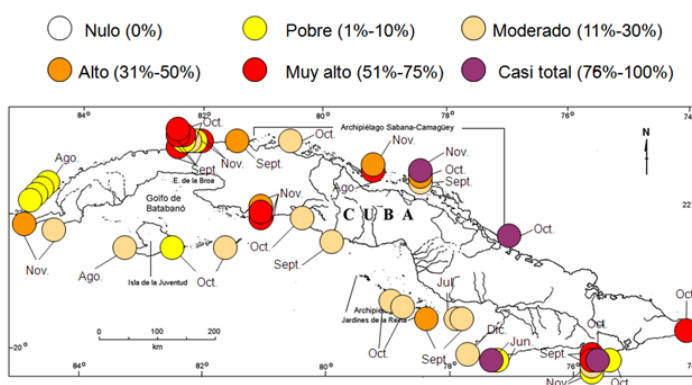 Nulo (0%) Pobre (1%-10%) Moderado (11%-30%)
Alto (31%-50%) Muy alto (51%-75%) Casi total (76%-100%)
84° 82° 80° 78° 76° 74°
Oct.
Archipiélago Sabana-Camagüey
N
Nov. Sept. Oct. Nov. Nov.
Sept. Oct.
Ago. E. de la Broa Ago. Sept.
Golfo de
Batabanó
Nov.
22°
CUBA
Oct. Oct.
Nov. Sept.
Ago. Oct.
Isla de la Juventud
Jul.
Archipié
Jardines de la Reina
Oct.
0 100 200
km
Oct.
Dic. Oct.
Sept. Jun. Sept.
20°
Oct.
Nov. Oct.
84° 82° 80° 78° 76°